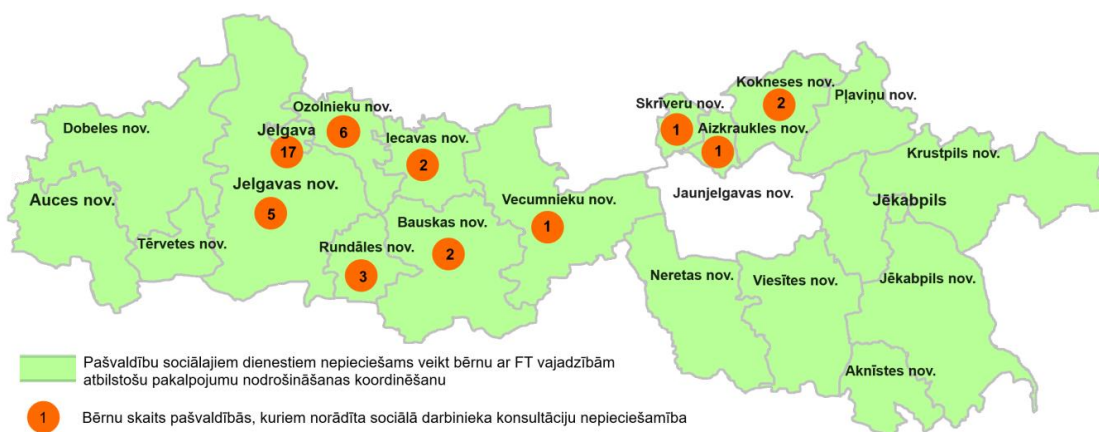 Dobeles nov.
Auces nov.
Tērvetes nov.
Jelgava
17
Jelgavas nov.
5
Ozolnieku nov.
6
Iecavas nov.
2
Rundāles nov.
3
Bauskas nov.
2
Vecumnieku nov.
1
Skrīveru nov.
1
Aizkraukles nov.
1
Kokneses nov.
2
Pļaviņu nov.
Krustpils nov.
Jaunjelgavas nov.
Jēkabpils
Neretas nov.
Viesītes nov.
Jēkabpils nov.
Aknīstes nov.
Pašvaldību sociālajiem dienestiem nepieciešams veikt bērnu ar FT vajadzībām
atbilstošu pakalpojumu nodrošināšanas koordinēšanu
1 Bērnu skaits pašvaldībās, kuriem norādīta sociālā darbinieka konsultāciju nepieciešamība